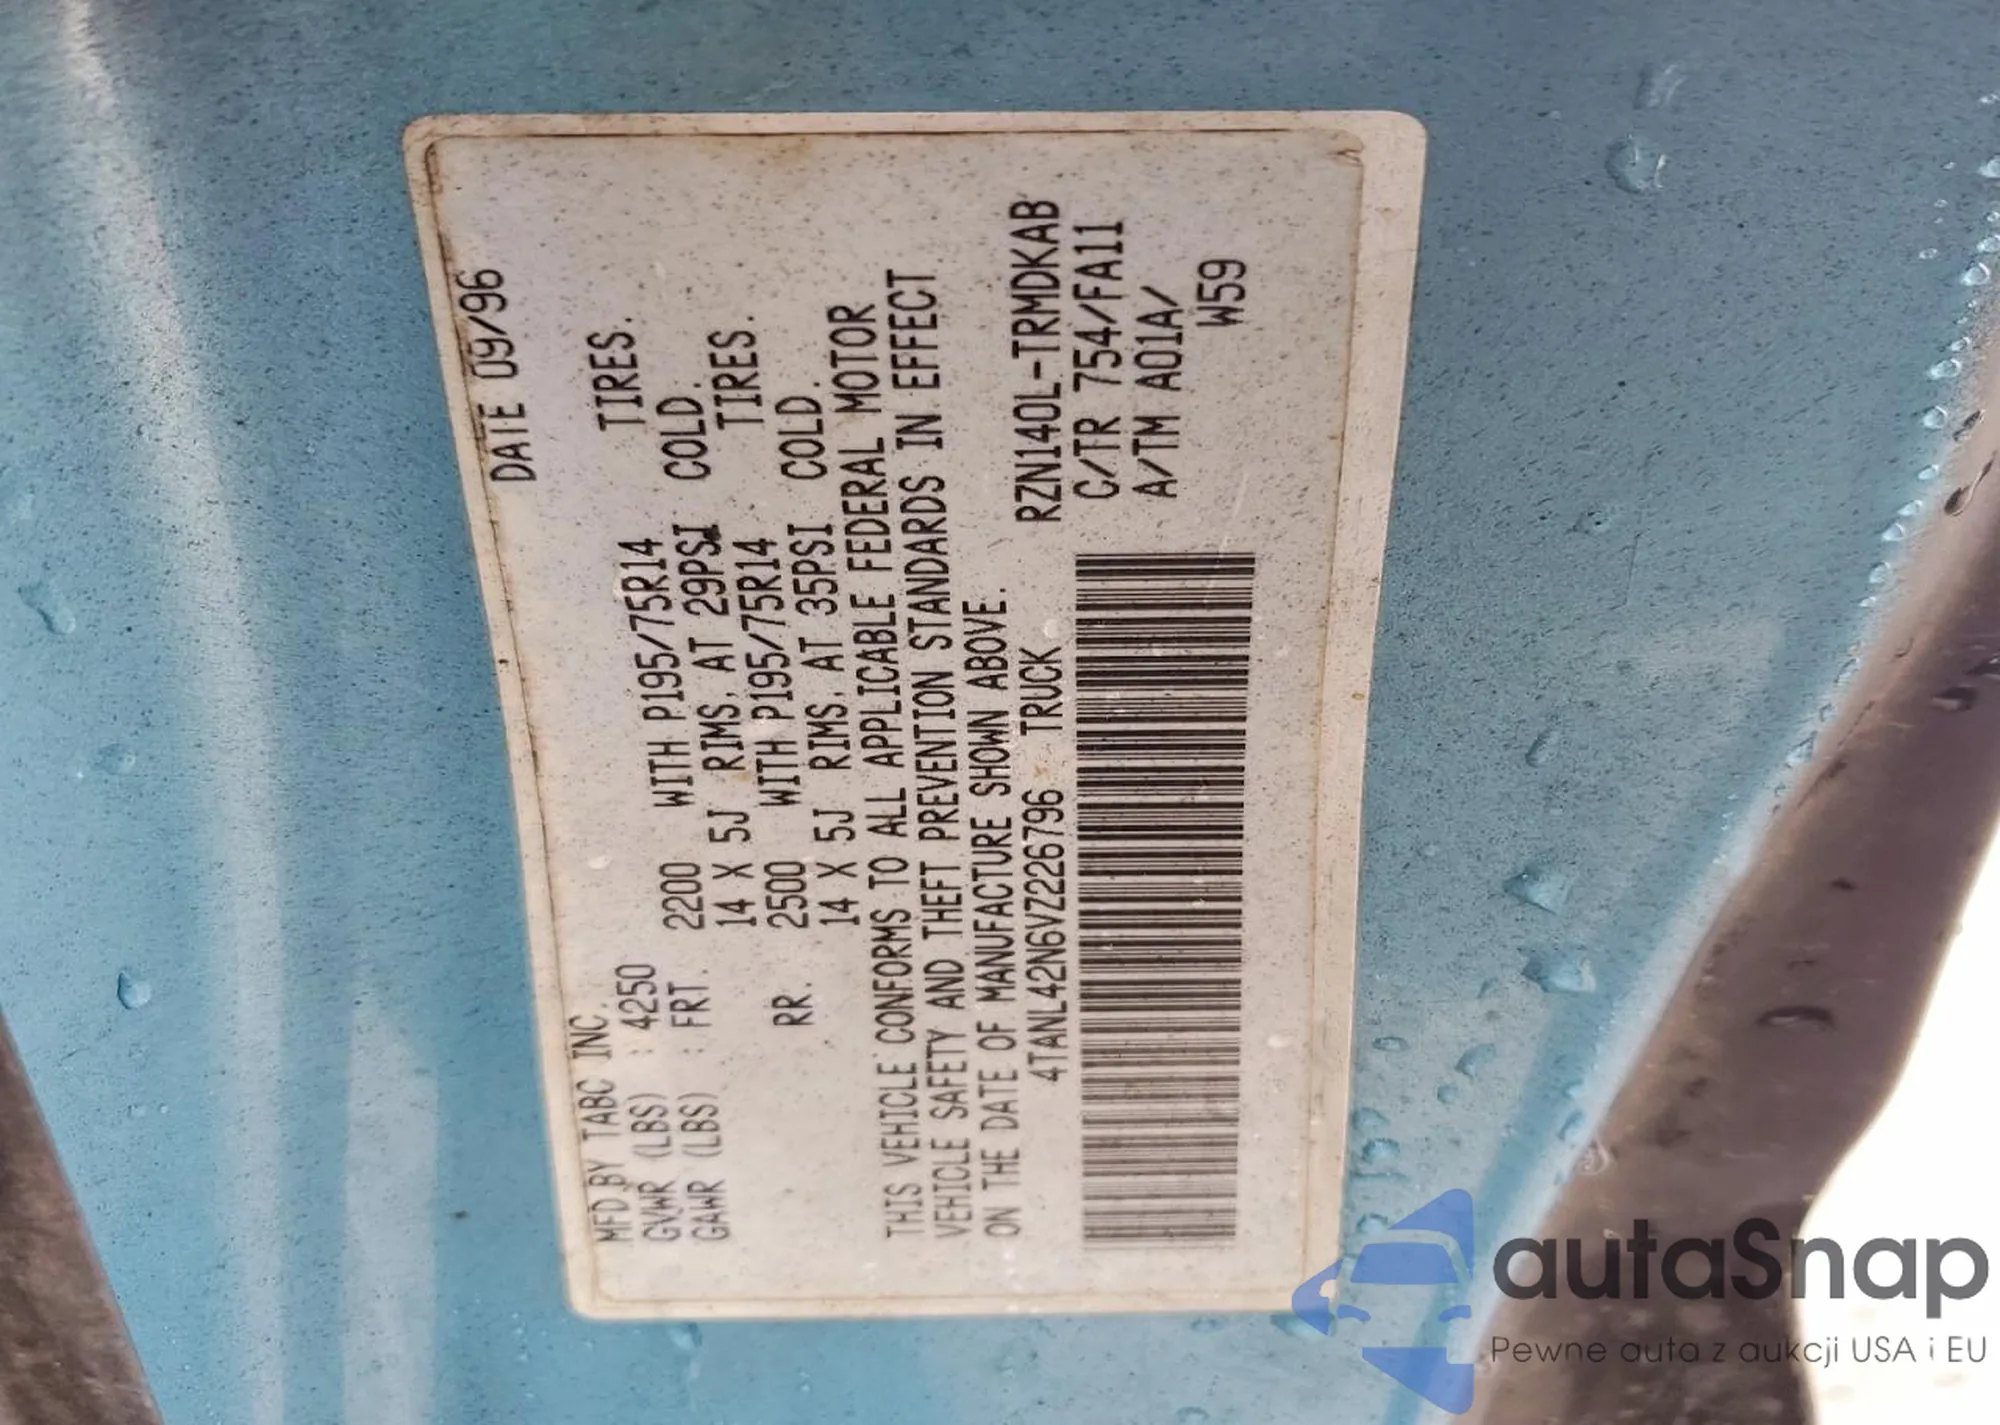 MFD BY TABC INC. DATE 09/96
GVWR (LBS) : 4250
GAWR (LBS) : FRT. 2200 WITH P195/75R14 TIRES.
14 X 5J RIMS, AT 29PSI COLD.
RR. 2500 WITH P195/75R14 TIRES.
14 X 5J RIMS, AT 35PSI COLD.
THIS VEHICLE CONFORMS TO ALL APPLICABLE FEDERAL MOTOR
VEHICLE SAFETY AND THEFT PREVENTION STANDARDS IN EFFECT
ON THE DATE OF MANUFACTURE SHOWN ABOVE.
4TANL42N6VZ226796 TRUCK RZN140L-TRMDKAB
C/TR 754/FA11
A/TM A01A/
W59
autaSnap
Pewne auta z aukcji USA i EU